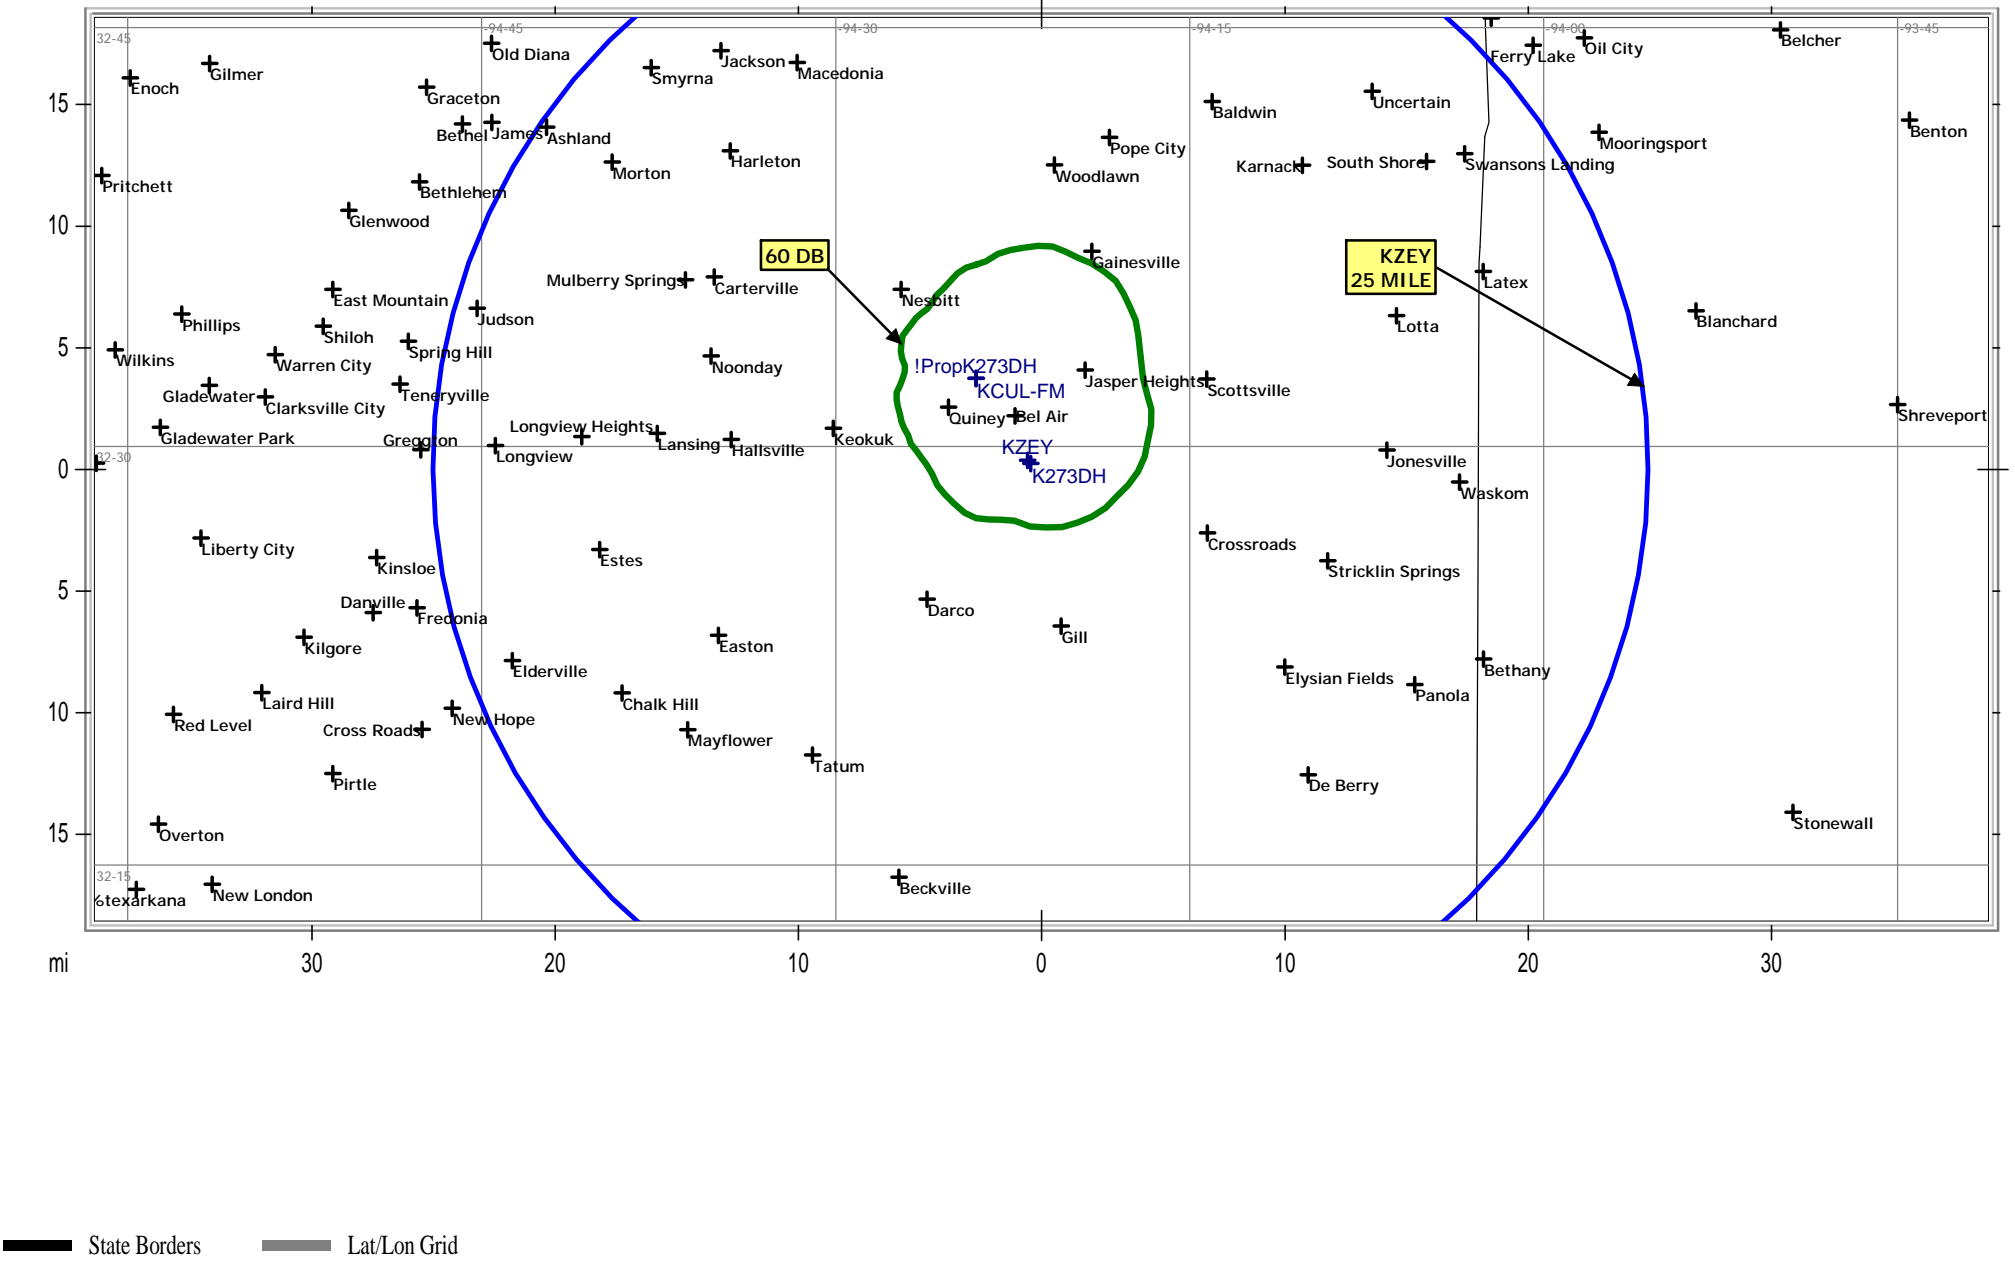 32-45
-94-45
-94-30
-94-15
-94-00
-93-45
Old Diana
Jackson
Macedonia
Smyrna
Gilmer
Enoch
Graceton
Ferry Lake
Oil City
Belcher
15
Uncertain
Baldwin
Bethel
James
Ashland
Benton
Mooringsport
Pope City
Harleton
Morton
Woodlawn
Karnack
South Shore
Swansons Landing
Pritchett
Bethlehem
Glenwood
10
60 DB
KZEY
25 MILE
Gainesville
Mulberry Springs
Carterville
Latex
East Mountain
Nesbitt
Judson
Phillips
Shiloh
Lotta
Blanchard
5
Wilkins
Spring Hill
Warren City
Noonday
!PropK273DH
KCUL-FM
Jasper Heights
Scottsville
Gladewater
Teneryville
Clarksville City
Quiney
Bel Air
Shreveport
Gladewater Park
Greggton
Longview Heights
Lansing
Hallsville
Keokuk
Longview
KZEY
K273DH
32-30
Jonesville
0
Waskom
Liberty City
Kinsloe
Estes
Crossroads
Stricklin Springs
5
Danville
Fredonia
Darco
Gill
Kilgore
Easton
Elderville
Elysian Fields
Bethany
Panola
Laird Hill
Chalk Hill
10
Red Level
Cross Roads
New Hope
Mayflower
Tatum
Pirtle
De Berry
15
Overton
Stonewall
32-15
texarkana
New London
Beckville
mi
30
20
10
0
10
20
30
State Borders
Lat/Lon Grid